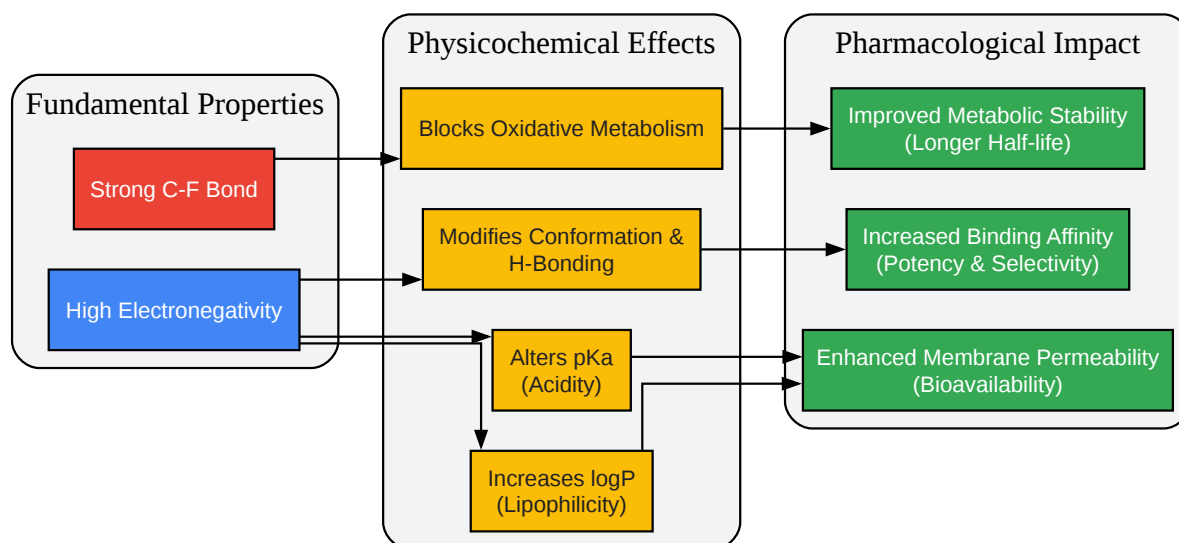 Fundamental Properties
Strong C-F Bond
High Electronegativity
Physicochemical Effects
Blocks Oxidative Metabolism
Modifies Conformation &
H-Bonding
Alters pKa
(Acidity)
Increases logP
(Lipophilicity)
Pharmacological Impact
Improved Metabolic Stability
(Longer Half-life)
Increased Binding Affinity
(Potency & Selectivity)
Enhanced Membrane Permeability
(Bioavailability)